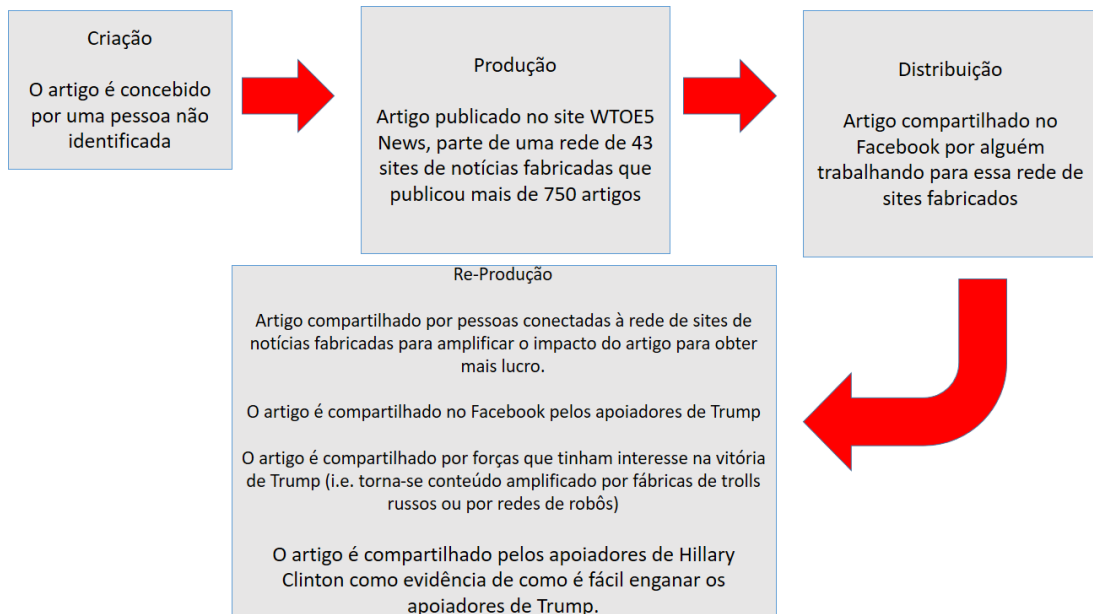 Criação
O artigo é concebido
por uma pessoa não
identificada
Produção
Artigo publicado no site WTOE5
News, parte de uma rede de 43
sites de notícias fabricadas que
publicou mais de 750 artigos
Distribuição
Artigo compartilhado no
Facebook por alguém
trabalhando para essa rede de
sites fabricados
Re-Produção
Artigo compartilhado por pessoas conectadas à rede de sites de
notícias fabricadas para amplificar o impacto do artigo para obter
mais lucro.
O artigo é compartilhado no Facebook pelos apoiadores de Trump
O artigo é compartilhado por forças que tinham interesse na vitória
de Trump (i.e. torna-se conteúdo amplificado por fábricas de trolls
russos ou por redes de robôs)
O artigo é compartilhado pelos apoiadores de Hillary
Clinton como evidência de como é fácil enganar os
apoiadores de Trump.